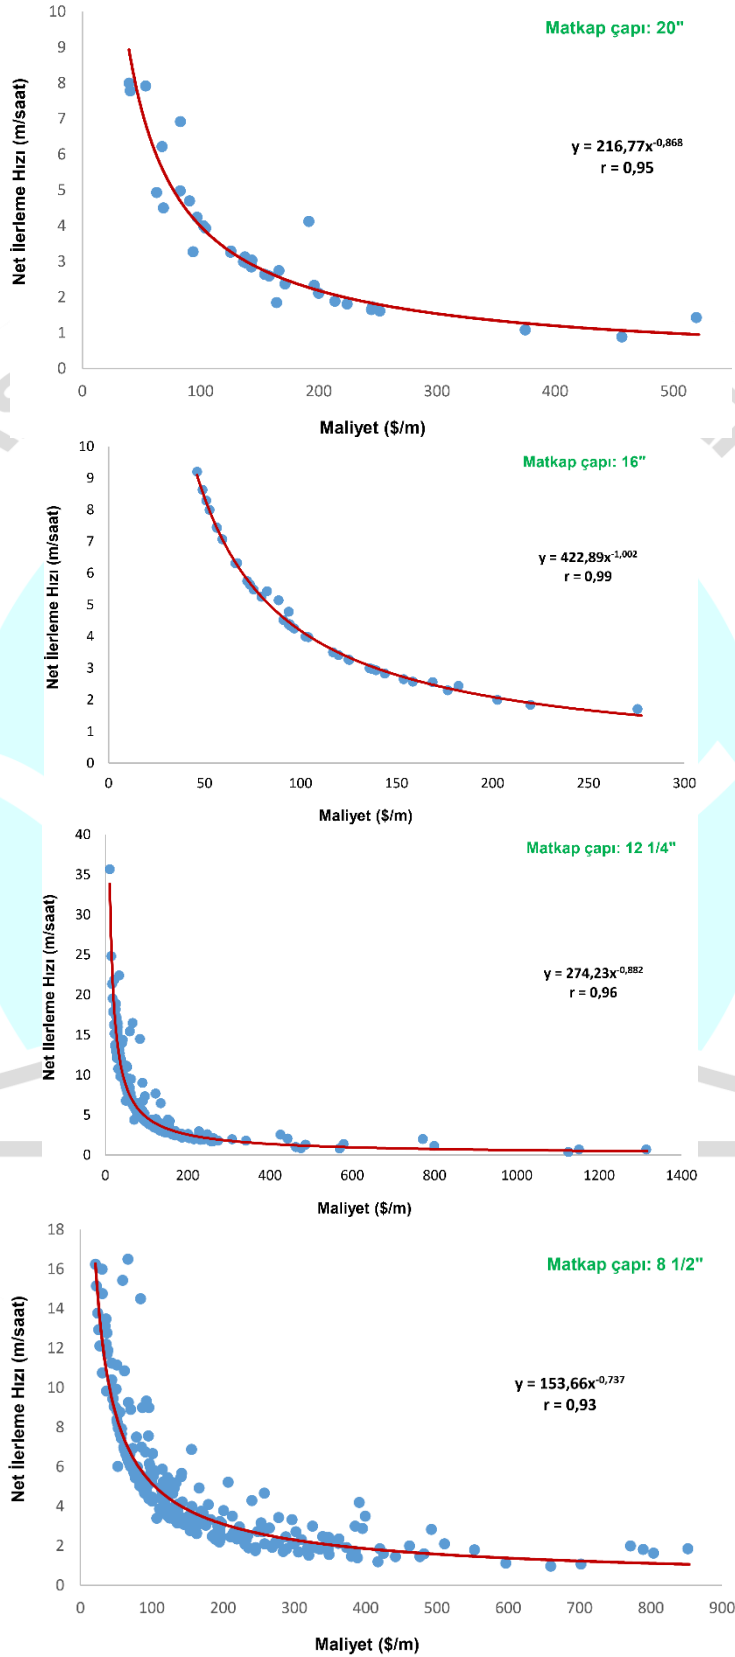 10
Matkap çapı: 20"
9
8
7
6
5
4
3
2
1
0
Net İlerleme Hızı (m/saat)
y = 216,77x-0,868
r = 0,95
0 100 200 300 400 500
Maliyet ($/m)
10
Matkap çapı: 16"
9
8
7
6
5
4
3
2
1
0
Net İlerleme Hızı (m/saat)
y = 422,89x-1,002
r = 0,99
0 50 100 150 200 250 300
Maliyet ($/m)
40
Matkap çapı: 12 1/4"
35
30
25
20
15
10
5
0
Net İlerleme Hızı (m/saat)
y = 274,23x-0,882
r = 0,96
0 200 400 600 800 1000 1200 1400
Maliyet ($/m)
18
Matkap çapı: 8 1/2"
16
14
12
10
8
6
4
2
0
Net İlerleme Hızı (m/saat)
y = 153,66x-0,737
r = 0,93
0 100 200 300 400 500 600 700 800 900
Maliyet ($/m)